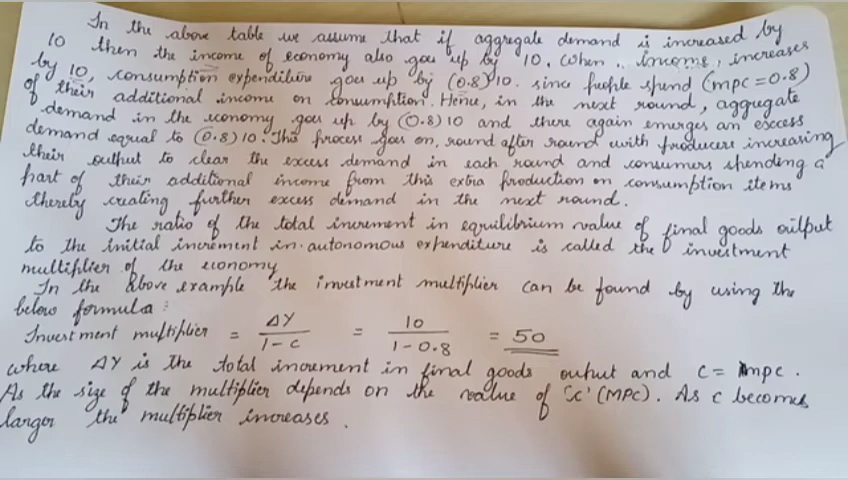 In the above table we assume that if aggregate demand is increased by
10 then the income of economy also goes up by 10. When income, increases
by 10, consumption expenditure goes up by (0.8)10. since people spend (mpc=0.8)
of their additional income on consumption. Hence, in the next round, aggregate
demand in the economy goes up by (0.8)10 and there again emerges an excess
demand equal to (0.8)10. This process goes on, round after round with producers increasing
their output to clear the excess demand in each round and consumers spending a
part of their additional income from this extra production on consumption items
thereby creating further excess demand in the next round.
The ratio of the total increment in equilibrium value of final goods output
to the initial increment in autonomous expenditure is called the investment
multiplier of the economy
In the above example the investment multiplier can be found by using the
below formula:
Investment multiplier = ΔY/1-c = 10/1-0.8 = 50
where ΔY is the total increment in final goods output and c = mpc.
As the size of the multiplier depends on the value of 'c' (MPC). As c becomes
larger the multiplier increases.